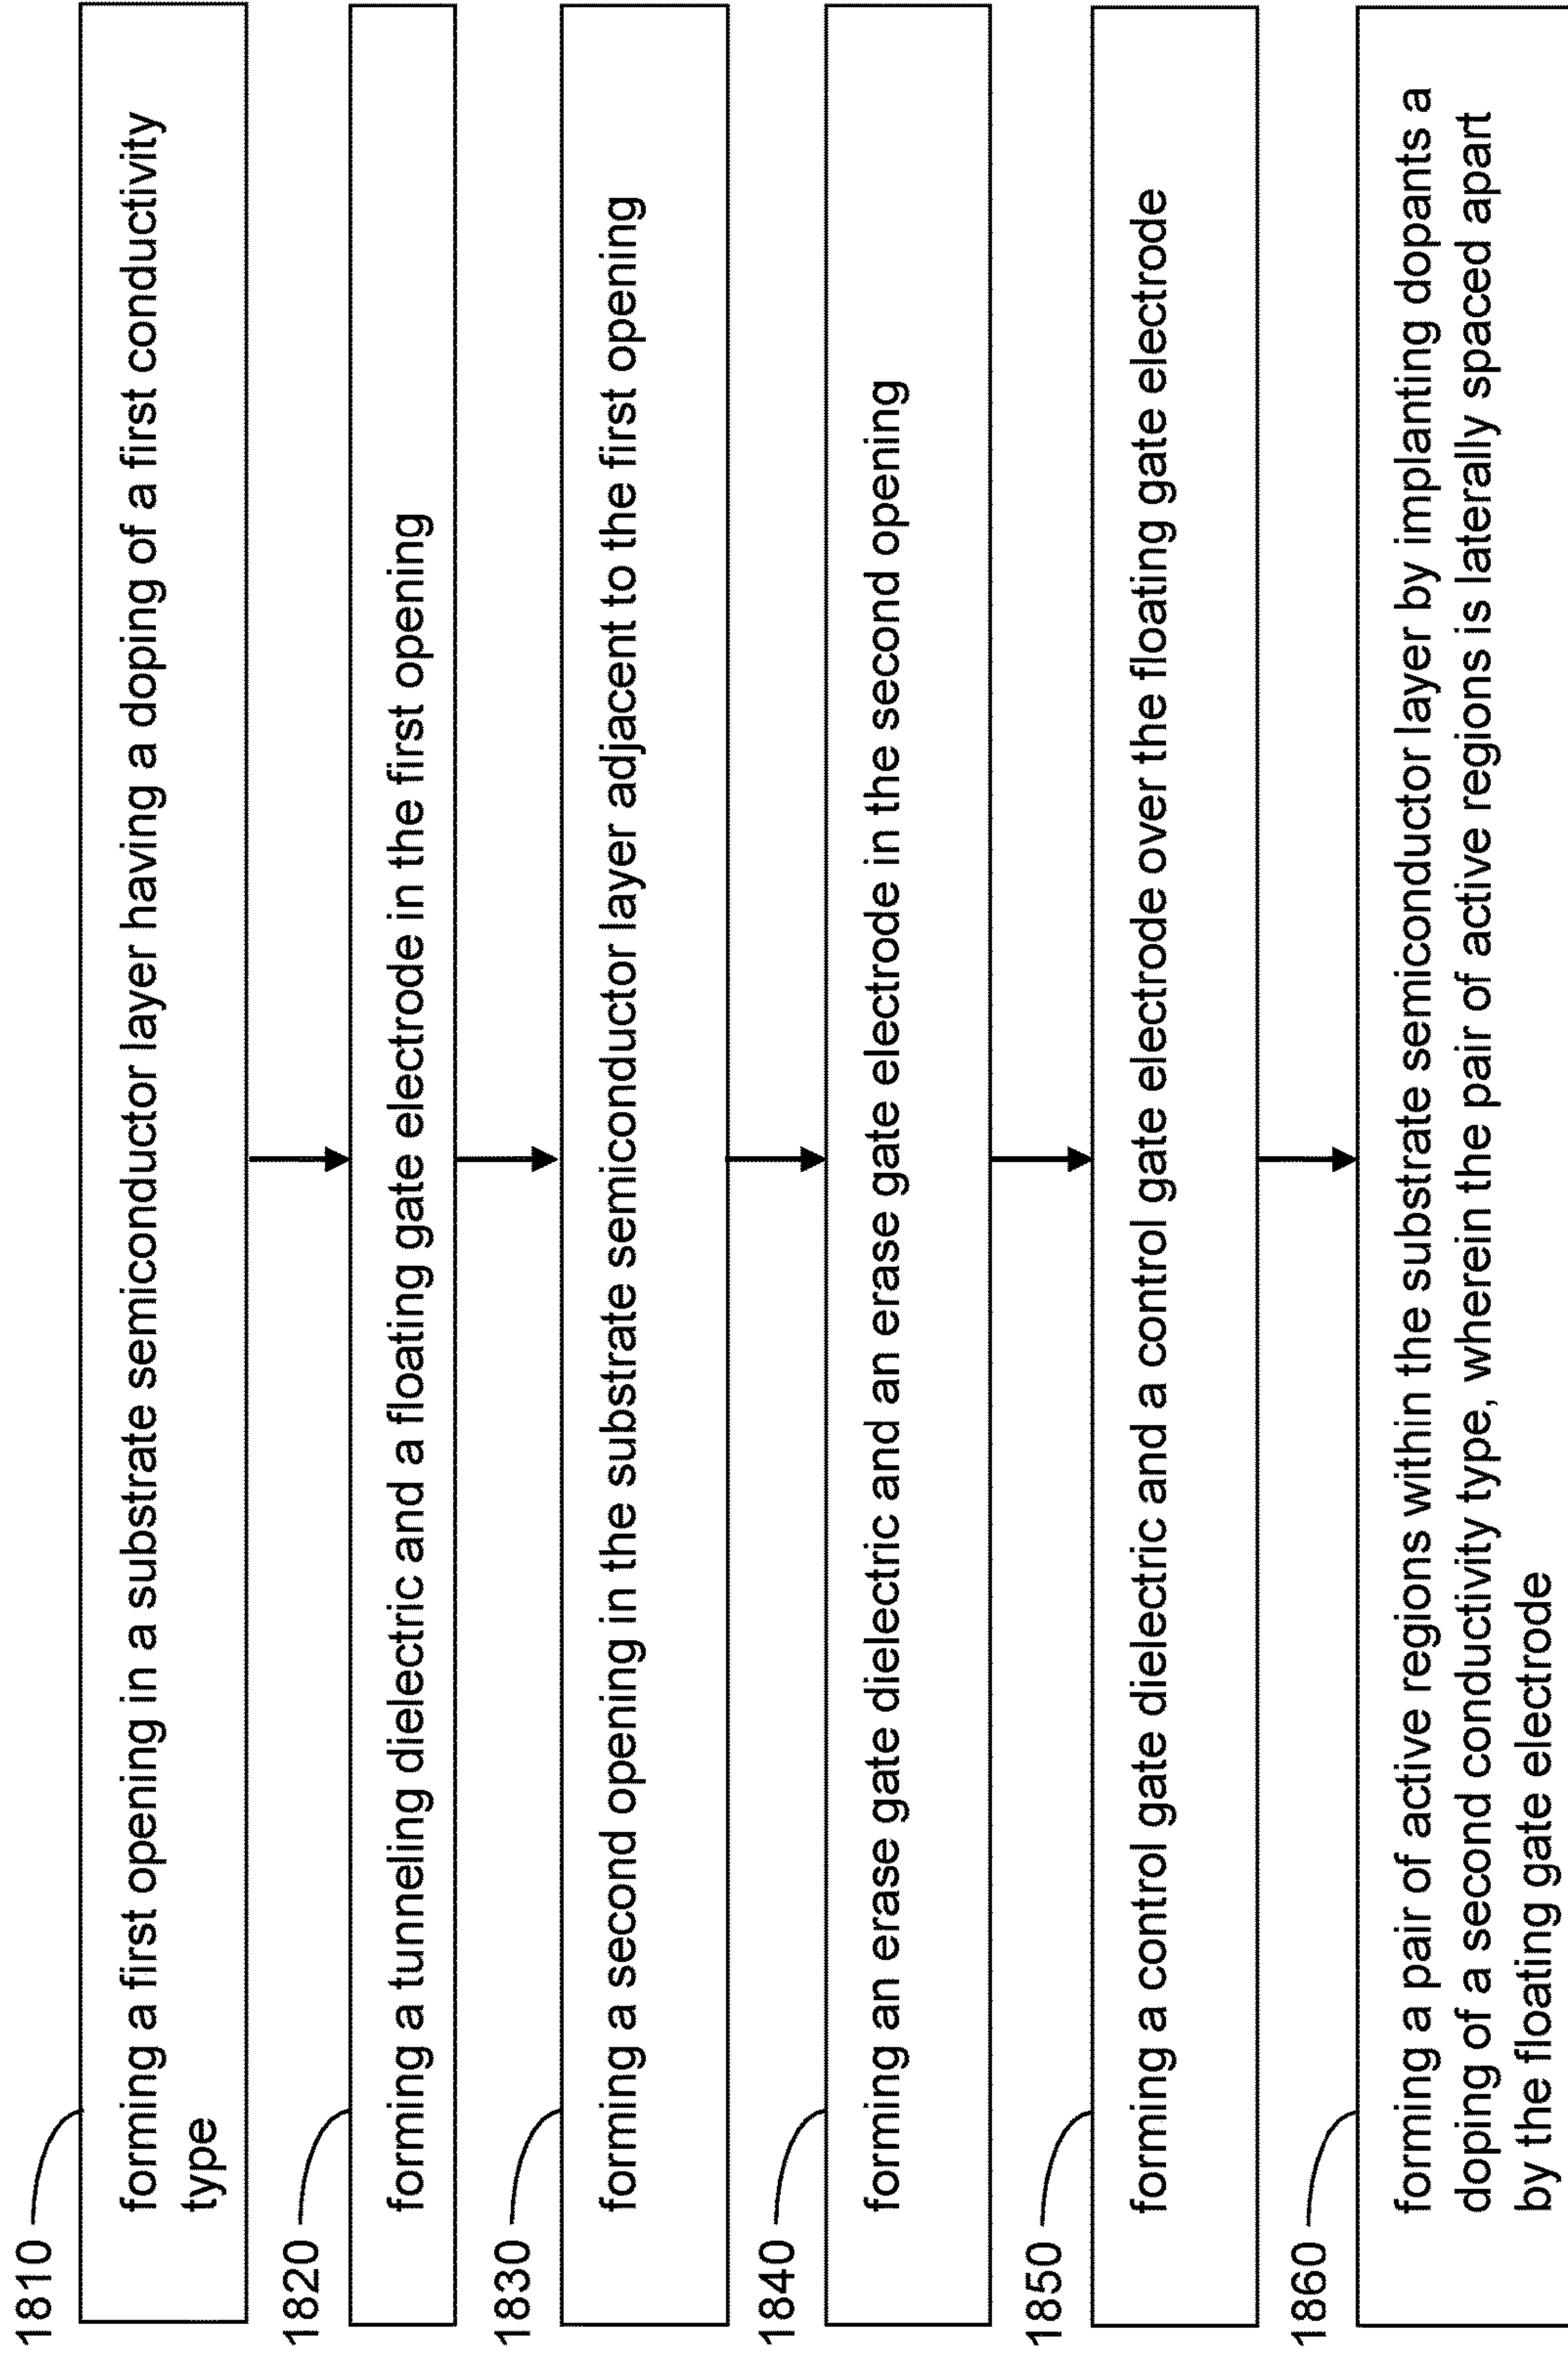 1810
forming a first opening in a substrate semiconductor layer having a doping of a first conductivity
type
1820
forming a tunneling dielectric and a floating gate electrode in the first opening
1830
forming a second opening in the substrate semiconductor layer adjacent to the first opening
1840
forming an erase gate dielectric and an erase gate electrode in the second opening
1850
forming a control gate dielectric and a control gate electrode over the floating gate electrode
1860
forming a pair of active regions within the substrate semiconductor layer by implanting dopants a
doping of a second conductivity type, wherein the pair of active regions is laterally spaced apart
by the floating gate electrode